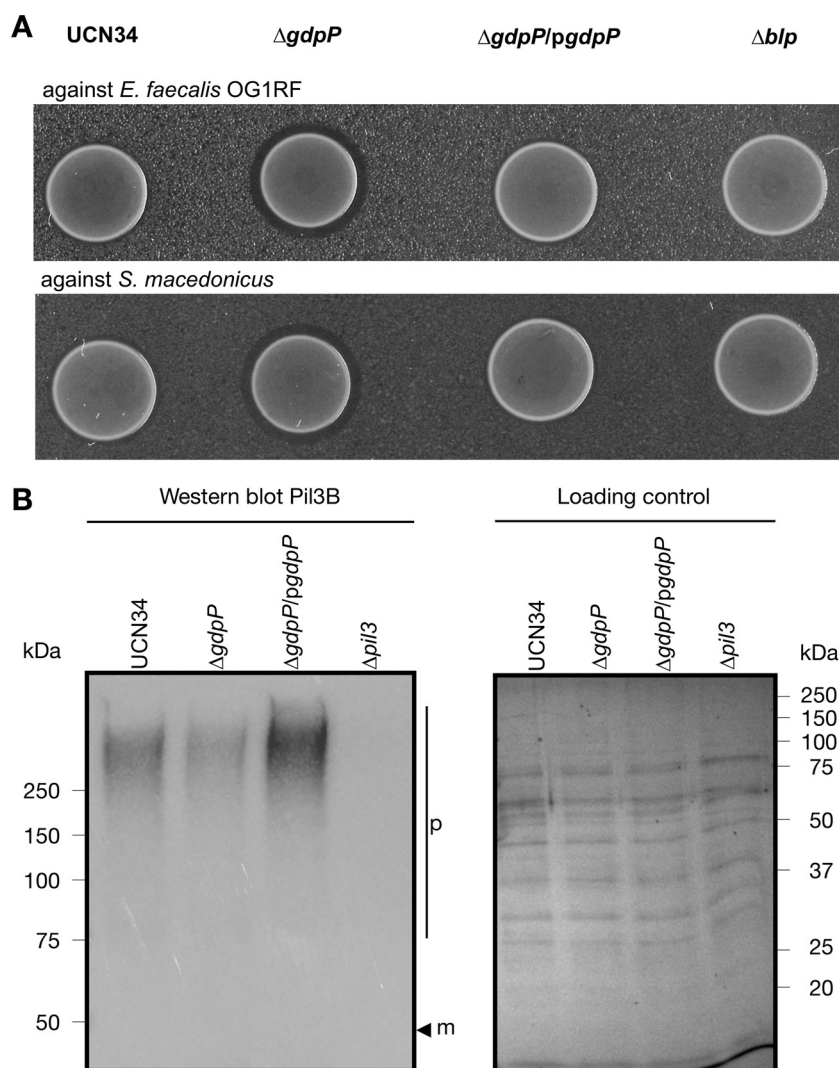 A
UCN34 ΔgdpP ΔgdpP/pgdpP Δblp
against E. faecalis OG1RF
against S. macedonicus
B
Western blot Pil3B Loading control
UCN34 ΔgdpP ΔgdpP/pgdpP Δpil3 UCN34 ΔgdpP ΔgdpP/pgdpP Δpil3
kDa kDa
250
150
100
75
50
p
m
250
150
100
75
50
37
25
20